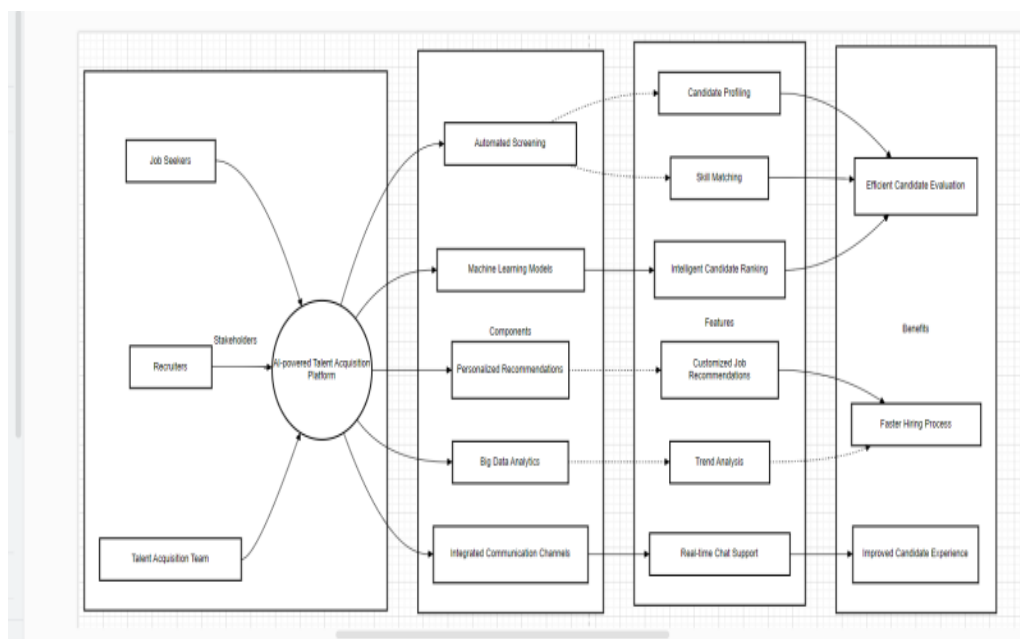 Job Seekers
Stakeholders
Recruiters
AI-powered Talent Acquisition
Platform
Talent Acquisition Team
Automated Screening
Machine Learning Models
Components
Personalized Recommendations
Big Data Analytics
Integrated Communication Channels
Candidate Profiling
Skill Matching
Intelligent Candidate Ranking
Features
Customized Job
Recommendations
Trend Analysis
Real-time Chat Support
Efficient Candidate Evaluation
Benefits
Faster Hiring Process
Improved Candidate Experience